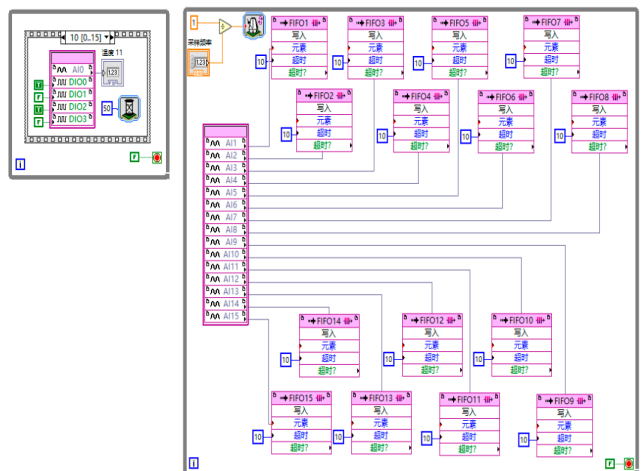 10 [0..15]
温度 11
AI0
1.23
DIO0
DIO1
DIO2
DIO3
T
F
T
F
50
i
F
1
采样频率
1.23
FIFO1
写入
元素
10
超时
超时?
FIFO3
写入
元素
10
超时
超时?
FIFO5
写入
元素
10
超时
超时?
FIFO7
写入
元素
10
超时
超时?
FIFO2
写入
元素
10
超时
超时?
FIFO4
写入
元素
10
超时
超时?
FIFO6
写入
元素
10
超时
超时?
FIFO8
写入
元素
10
超时
超时?
AI1
AI2
AI3
AI4
AI5
AI6
AI7
AI8
AI9
AI10
AI11
AI12
AI13
AI14
AI15
FIFO14
写入
元素
10
超时
超时?
FIFO12
写入
元素
10
超时
超时?
FIFO10
写入
元素
10
超时
超时?
FIFO15
写入
元素
10
超时
超时?
FIFO13
写入
元素
10
超时
超时?
FIFO11
写入
元素
10
超时
超时?
FIFO9
写入
元素
10
超时
超时?
i
F